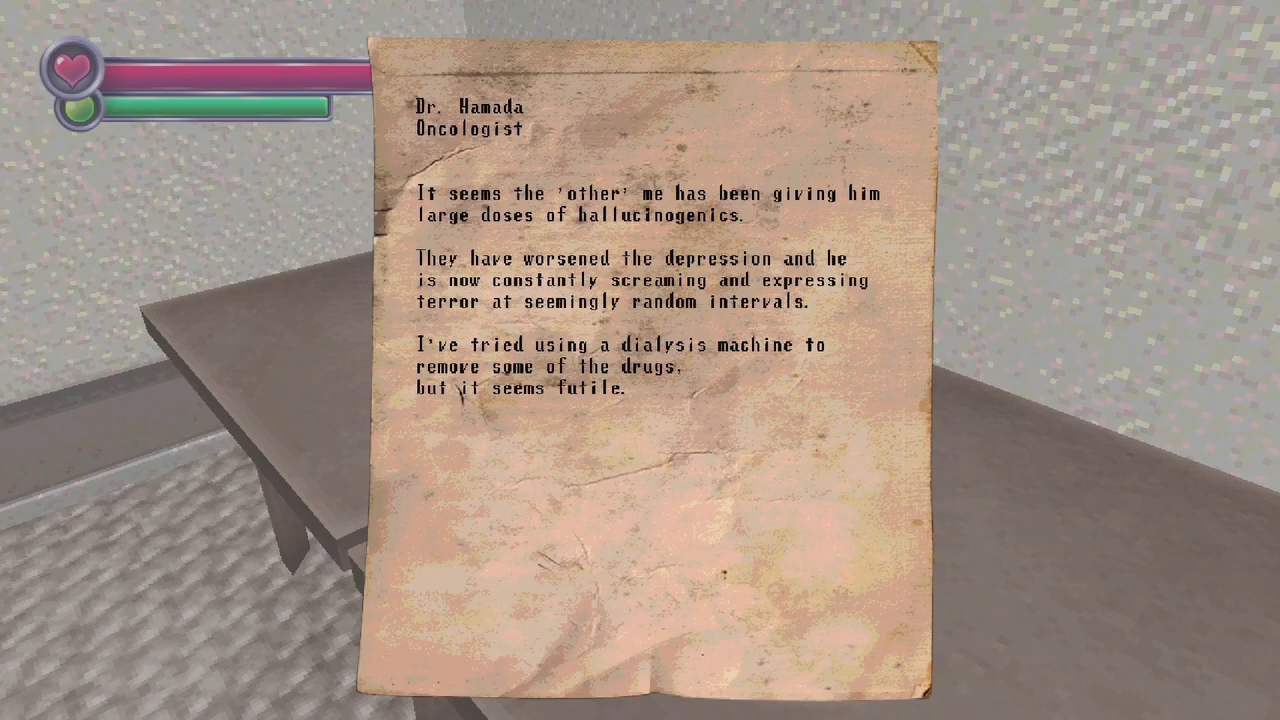 Dr. Hamada
Oncologist
It seems the 'other' me has been giving him
large doses of hallucinogenics.
They have worsened the depression and he
is now constantly screaming and expressing
terror at seemingly random intervals.
I've tried using a dialysis machine to
remove some of the drugs,
but it seems futile.